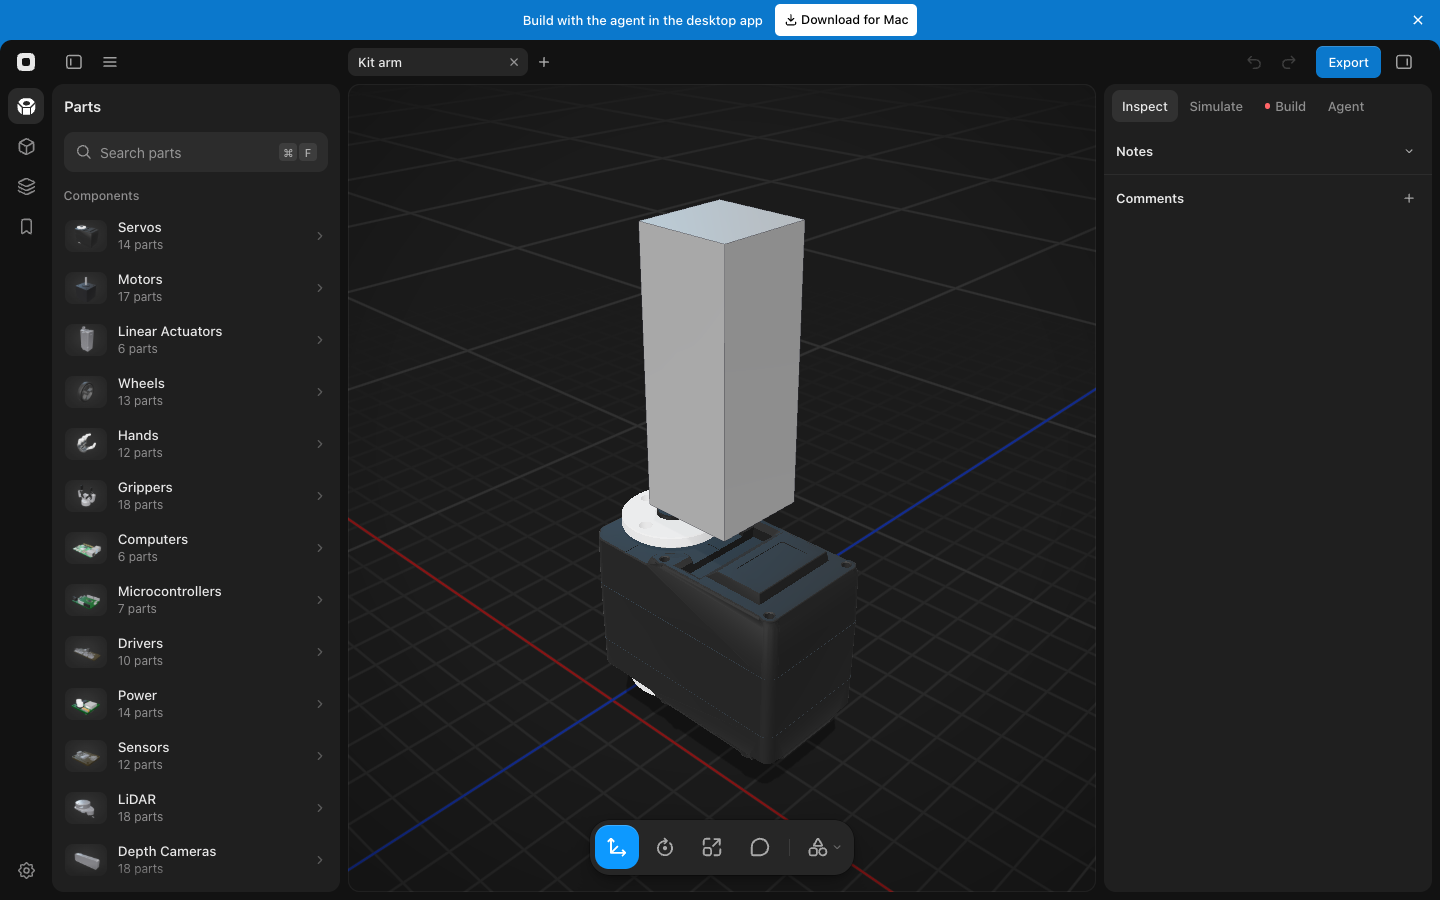 Build with the agent in the desktop app
Download for Mac
Kit arm
Export
Parts
Search parts
⌘ F
Components
Servos
14 parts
Motors
17 parts
Linear Actuators
6 parts
Wheels
13 parts
Hands
12 parts
Grippers
18 parts
Computers
6 parts
Microcontrollers
7 parts
Drivers
10 parts
Power
14 parts
Sensors
12 parts
LiDAR
18 parts
Depth Cameras
18 parts
Inspect
Simulate
Build
Agent
Notes
Comments